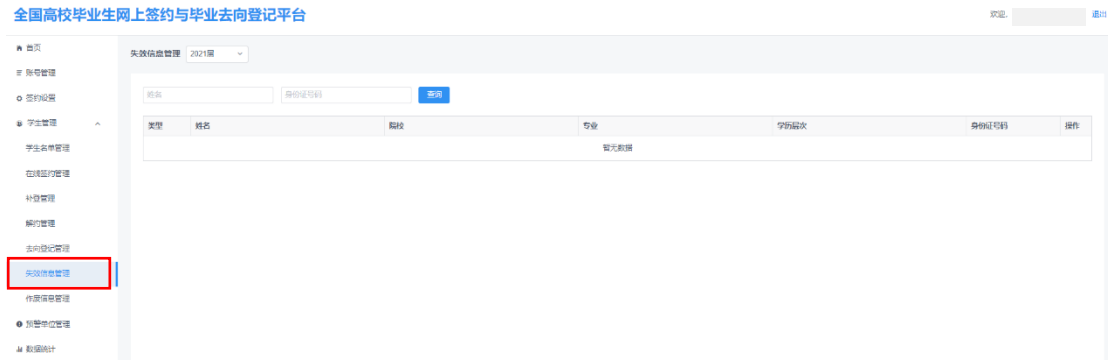 全国高校毕业生网上签约与毕业去向登记平台
欢迎,
退出
首页
账号管理
签约设置
学生管理
学生名单管理
在线签约管理
补登管理
解约管理
去向登记管理
失效信息管理
作废信息管理
预警单位管理
数据统计
失效信息管理 2021届
姓名 身份证号码 查询
类型 姓名 院校 专业 学历层次 身份证号码 操作
暂无数据